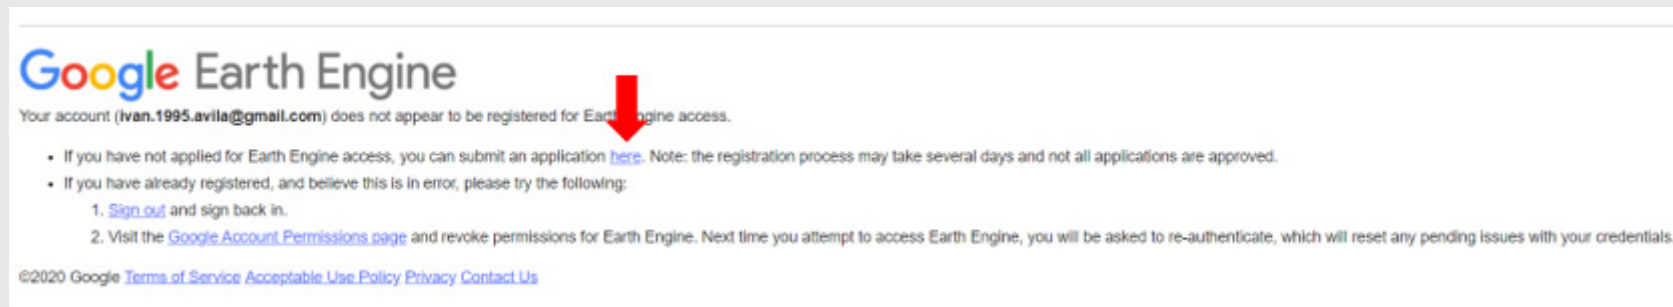 Google Earth Engine
Your account (ivan.1995.avila@gmail.com) does not appear to be registered for Earth Engine access.
• If you have not applied for Earth Engine access, you can submit an application here. Note: the registration process may take several days and not all applications are approved.
• If you have already registered, and believe this is in error, please try the following:
1. Sign out and sign back in.
2. Visit the Google Account Permissions page and revoke permissions for Earth Engine. Next time you attempt to access Earth Engine, you will be asked to re-authenticate, which will reset any pending issues with your credentials.
©2020 Google Terms of Service Acceptable Use Policy Privacy Contact Us